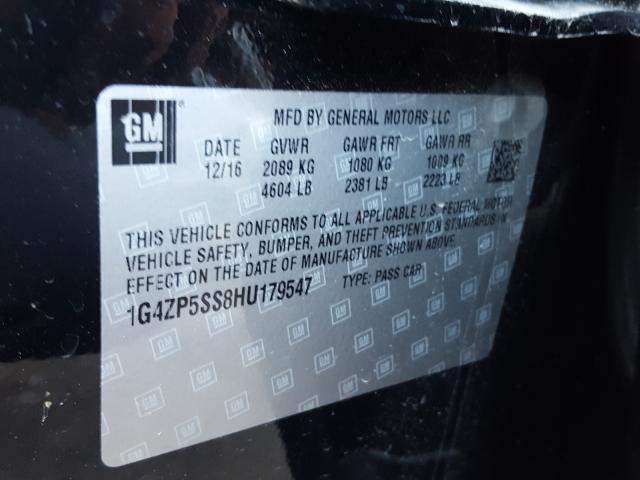 GM
MFD BY GENERAL MOTORS LLC
DATE GVWR GAWR FRT GAWR RR
12/16 2089 KG 1080 KG 1009 KG
4604 LB 2381 LB 2223 LB
THIS VEHICLE CONFORMS TO ALL APPLICABLE U.S. FEDERAL MOTOR
VEHICLE SAFETY, BUMPER, AND THEFT PREVENTION STANDARDS IN
EFFECT ON THE DATE OF MANUFACTURE SHOWN ABOVE.
1G4ZP5SS8HU179547 TYPE: PASS CAR